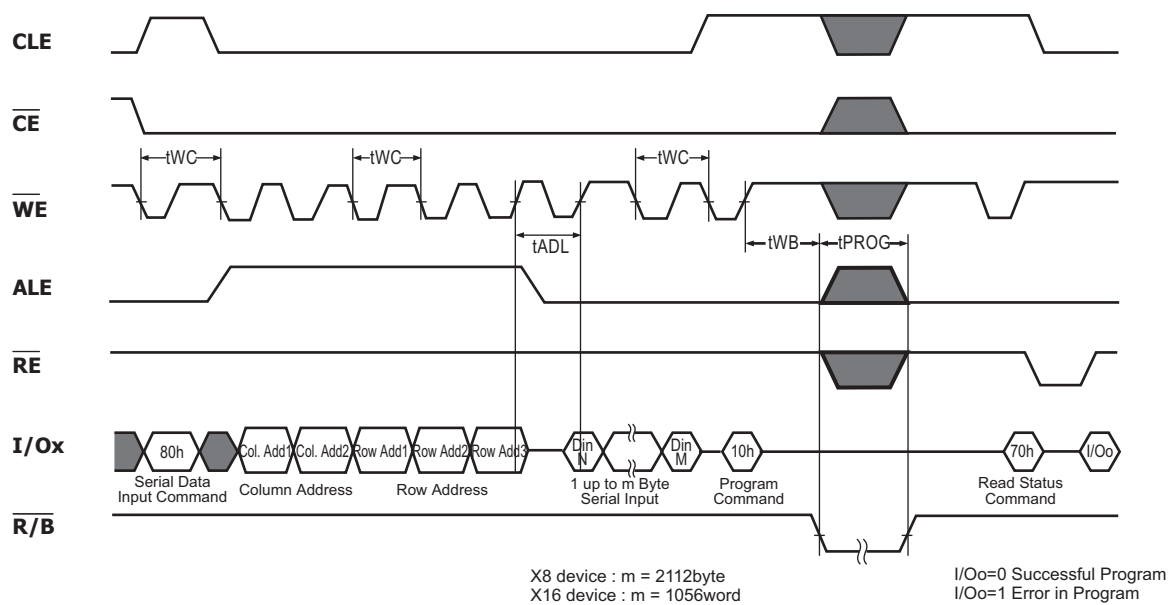 CLE
CE
tWC
tWC
tWC
WE
tADL
tWB
tPROG
ALE
RE
I/Ox
80h
Col. Add1
Col. Add2
Row Add1
Row Add2
Row Add3
Din
N
Din
M
10h
70h
I/Oo
Serial Data
Input Command
Column Address
Row Address
1 up to m Byte
Serial Input
Program
Command
Read Status
Command
R/B
X8 device : m = 2112byte
X16 device : m = 1056word
I/Oo=0 Successful Program
I/Oo=1 Error in Program